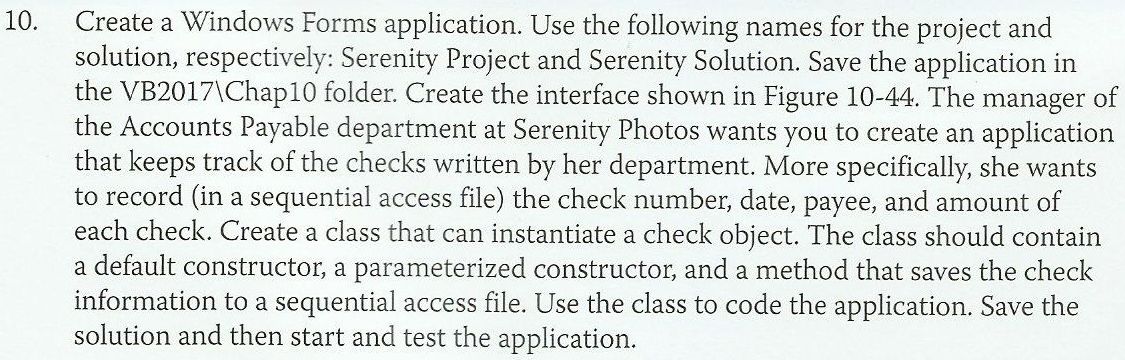 10. Create a Windows Forms application. Use the following names for the project and
solution, respectively: Serenity Project and Serenity Solution. Save the application in
the VB2017\Chap10 folder. Create the interface shown in Figure 10-44. The manager of
the Accounts Payable department at Serenity Photos wants you to create an application
that keeps track of the checks written by her department. More specifically, she wants
to record (in a sequential access file) the check number, date, payee, and amount of
each check. Create a class that can instantiate a check object. The class should contain
a default constructor, a parameterized constructor, and a method that saves the check
information to a sequential access file. Use the class to code the application. Save the
solution and then start and test the application.